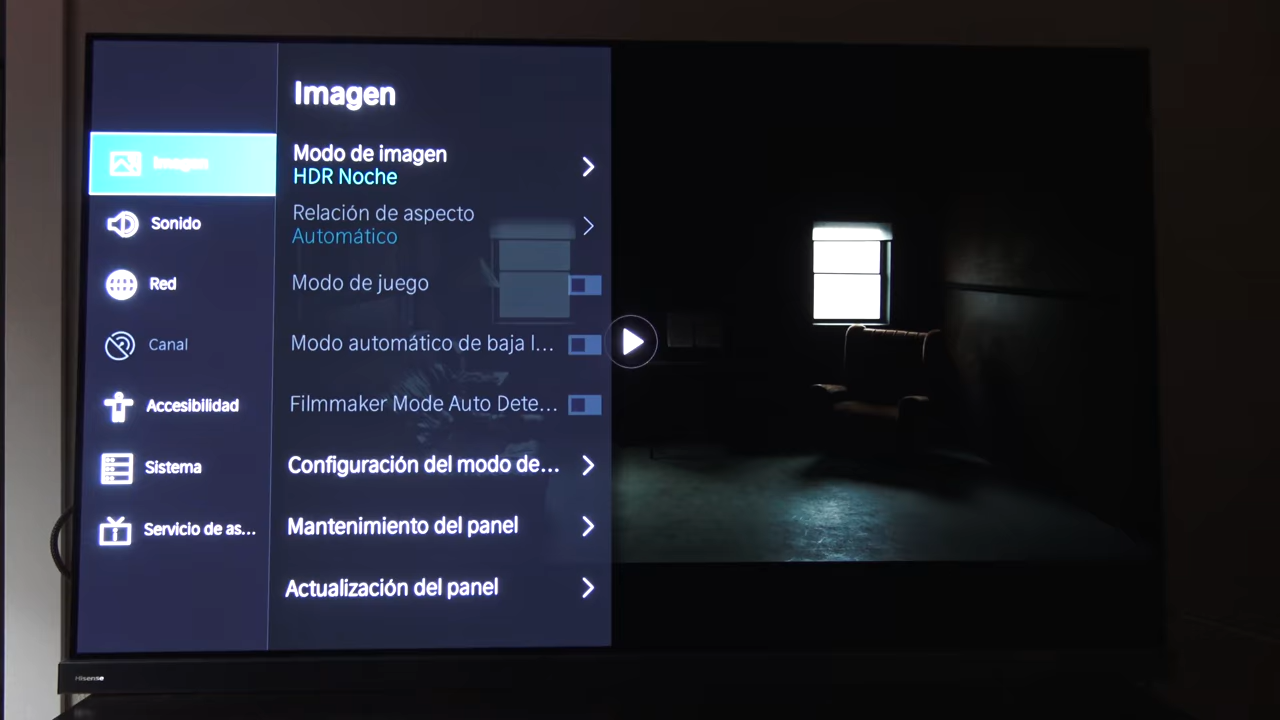 Imagen
Imagen
Modo de imagen
HDR Noche
Sonido
Relación de aspecto
Automático
Red
Modo de juego
Canal
Modo automático de baja l...
Accesibilidad
Filmmaker Mode Auto Dete...
Sistema
Configuración del modo de...
Servicio de as...
Mantenimiento del panel
Actualización del panel
Hisense